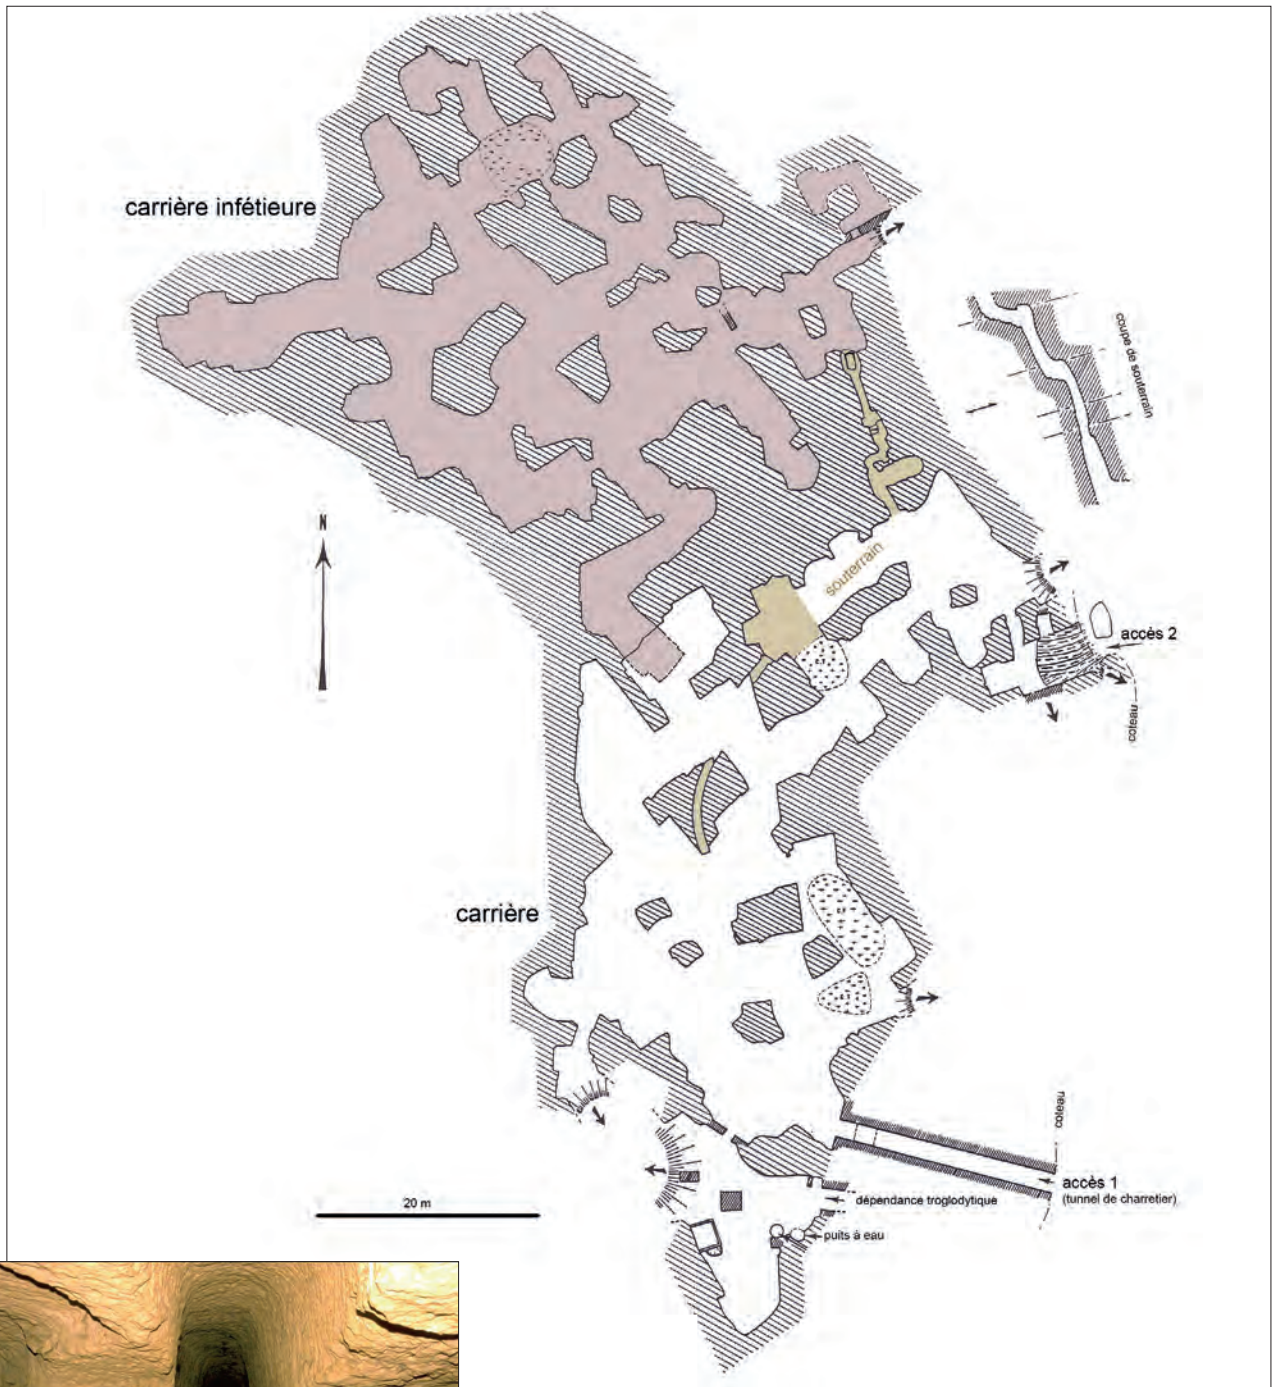 carrière infétieure
coupe de souterrain
N
souterrain
accès 2
coteau
carrière
coteau
accès 1
(tunnel de charretier)
20 m
dépendance troglodytique
puits à eau